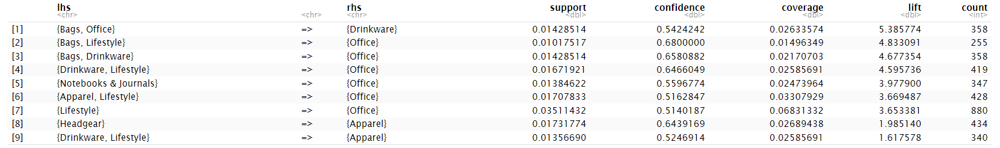 lhs rhs support confidence coverage lift count
<chr> <chr> <chr> <dbl> <dbl> <dbl> <dbl> <int>
[1] {Bags, Office} => {Drinkware} 0.01428514 0.5424242 0.02633574 5.385774 358
[2] {Bags, Lifestyle} => {Office} 0.01017517 0.6800000 0.01496349 4.833091 255
[3] {Bags, Drinkware} => {Office} 0.01428514 0.6580882 0.02170703 4.677354 358
[4] {Drinkware, Lifestyle} => {Office} 0.01671921 0.6466049 0.02585691 4.595736 419
[5] {Notebooks & Journals} => {Office} 0.01384622 0.5596774 0.02473964 3.977900 347
[6] {Apparel, Lifestyle} => {Office} 0.01707833 0.5162847 0.03307929 3.669487 428
[7] {Lifestyle} => {Office} 0.03511432 0.5140187 0.06831332 3.653381 880
[8] {Headgear} => {Apparel} 0.01731774 0.6439169 0.02689438 1.985140 434
[9] {Drinkware, Lifestyle} => {Apparel} 0.01356690 0.5246914 0.02585691 1.617578 340